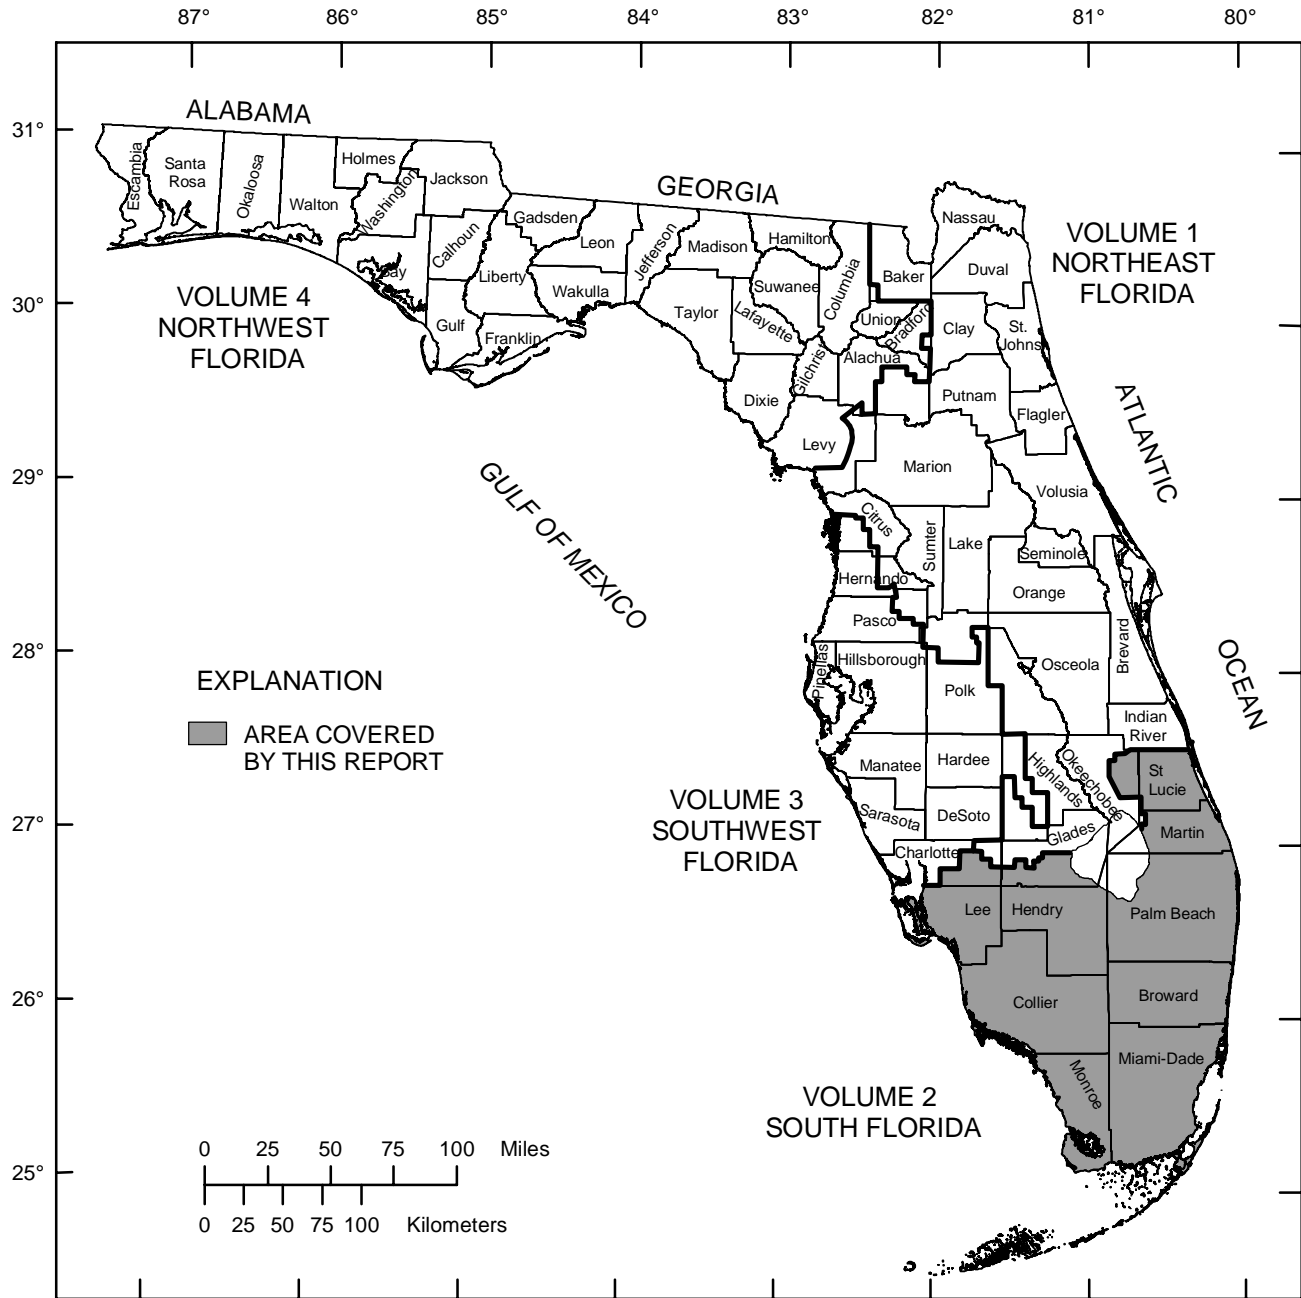 87°
86°
85°
84°
83°
82°
81°
80°
31°
30°
29°
28°
27°
26°
25°
ALABAMA
GEORGIA
GULF OF MEXICO
ATLANTIC
OCEAN
VOLUME 1
NORTHEAST
FLORIDA
VOLUME 4
NORTHWEST
FLORIDA
VOLUME 3
SOUTHWEST
FLORIDA
VOLUME 2
SOUTH FLORIDA
EXPLANATION
AREA COVERED
BY THIS REPORT
Escambia
Santa
Rosa
Okaloosa
Walton
Holmes
Washington
Jackson
Bay
Calhoun
Gulf
Liberty
Gadsden
Franklin
Leon
Wakulla
Jefferson
Madison
Taylor
Hamilton
Suwanee
Lafayette
Columbia
Dixie
Gilchrist
Levy
Baker
Union
Bradford
Alachua
Nassau
Duval
Clay
St.
Johns
Putnam
Flagler
Marion
Volusia
Citrus
Sumter
Lake
Seminole
Orange
Hernando
Pasco
Pinellas
Hillsborough
Polk
Osceola
Brevard
Indian
River
Manatee
Hardee
Highlands
Okeechobee
St
Lucie
Sarasota
DeSoto
Glades
Martin
Charlotte
Lee
Hendry
Palm Beach
Collier
Broward
Monroe
Miami-Dade
0 25 50 75 100 Miles
0 25 50 75 100 Kilometers